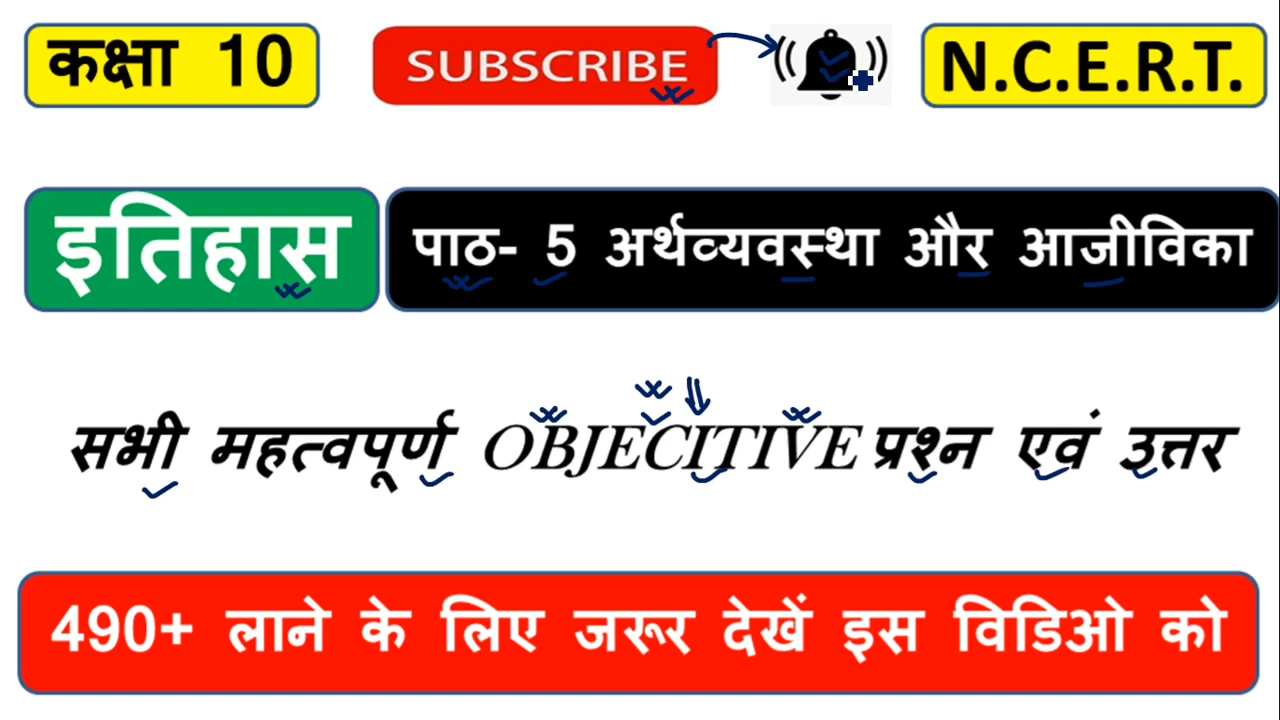 कक्षा 10 SUBSCRIBE N.C.E.R.T.
इतिहास पाठ- 5 अर्थव्यवस्था और आजीविका
सभी महत्वपूर्ण OBJECITIVE प्रश्न एवं उत्तर
490+ लाने के लिए जरूर देखें इस विडिओ को